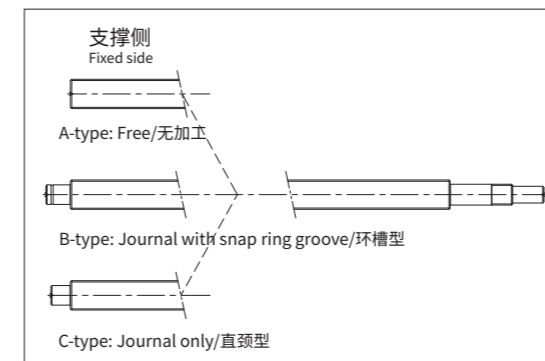 支撑侧
Fixed side
A-type: Free/无加工
B-type: Journal with snap ring groove/环槽型
C-type: Journal only/直颈型